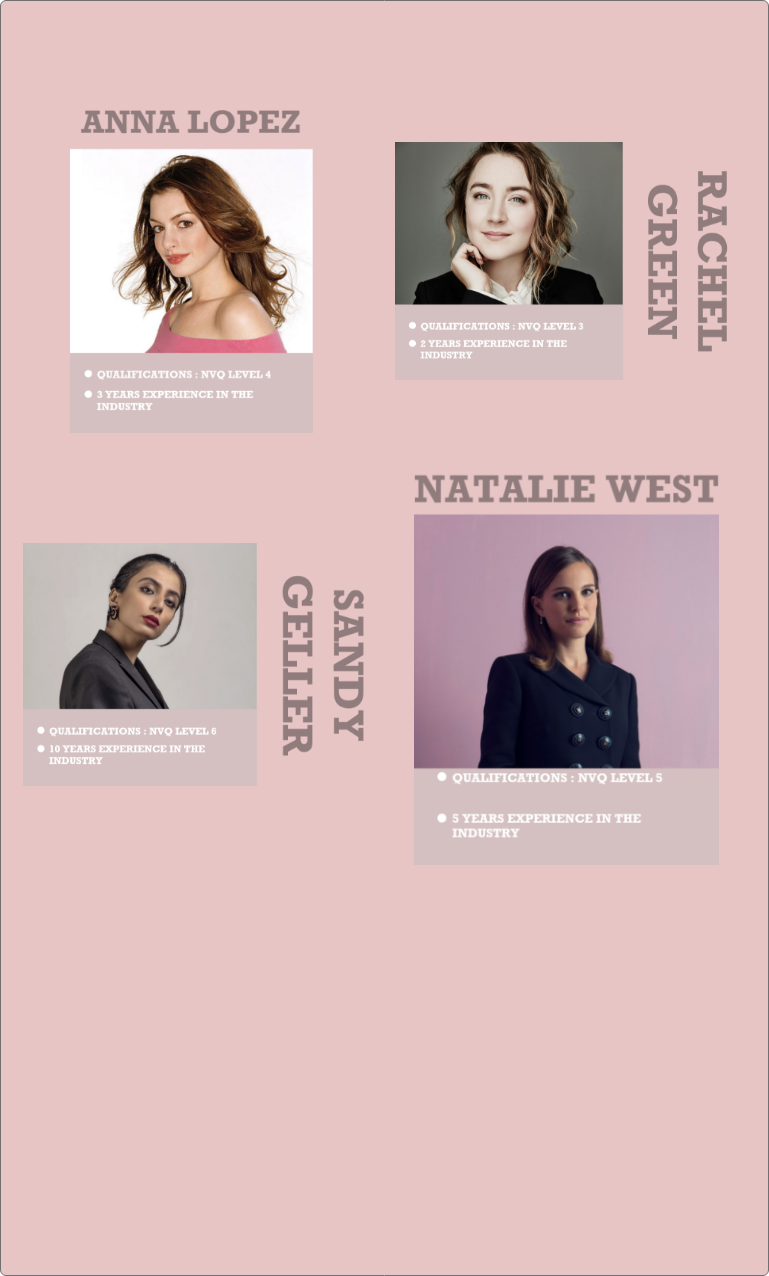 ANNA LOPEZ
● QUALIFICATIONS : NVQ LEVEL 4
● 3 YEARS EXPERIENCE IN THE
INDUSTRY
RACHEL
GREEN
● QUALIFICATIONS : NVQ LEVEL 3
● 2 YEARS EXPERIENCE IN THE
INDUSTRY
SANDY
GELLER
● QUALIFICATIONS : NVQ LEVEL 6
● 10 YEARS EXPERIENCE IN THE
INDUSTRY
NATALIE WEST
● QUALIFICATIONS : NVQ LEVEL 5
● 5 YEARS EXPERIENCE IN THE
INDUSTRY